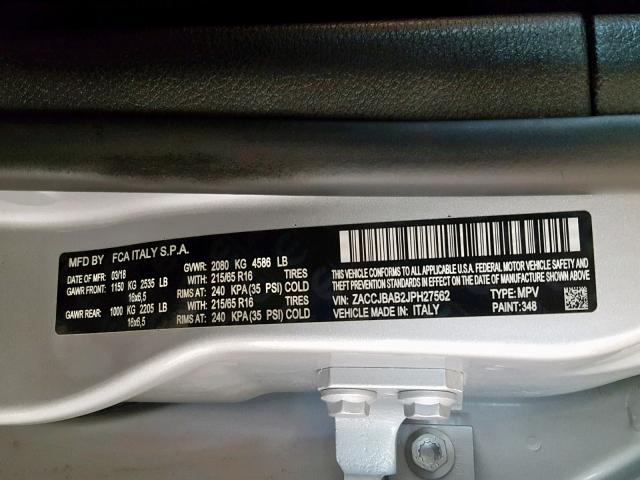 MFD BY FCA ITALY S.P.A.
DATE OF MFR: 03/18 GVWR: 2080 KG 4586 LB
GAWR FRONT: 1150 KG 2535 LB 215/65 R16 TIRES
16x6,5 RIMS AT: 240 KPA(35 PSI) COLD
GAWR REAR: 1000 KG 2205 LB 215/65 R16 TIRES
16x6,5 RIMS AT: 240 KPA(35 PSI) COLD
THIS VEHICLE CONFORMS TO ALL APPLICABLE U.S.A. FEDERAL MOTOR VEHICLE SAFETY, BUMPER, AND
THEFT PREVENTION STANDARDS IN EFFECT ON THE DATE OF MANUFACTURE SHOWN ABOVE.
VIN: ZACCJBAB2JPH27562 TYPE: MPV
VEHICLE MADE IN: ITALY PAINT: 348